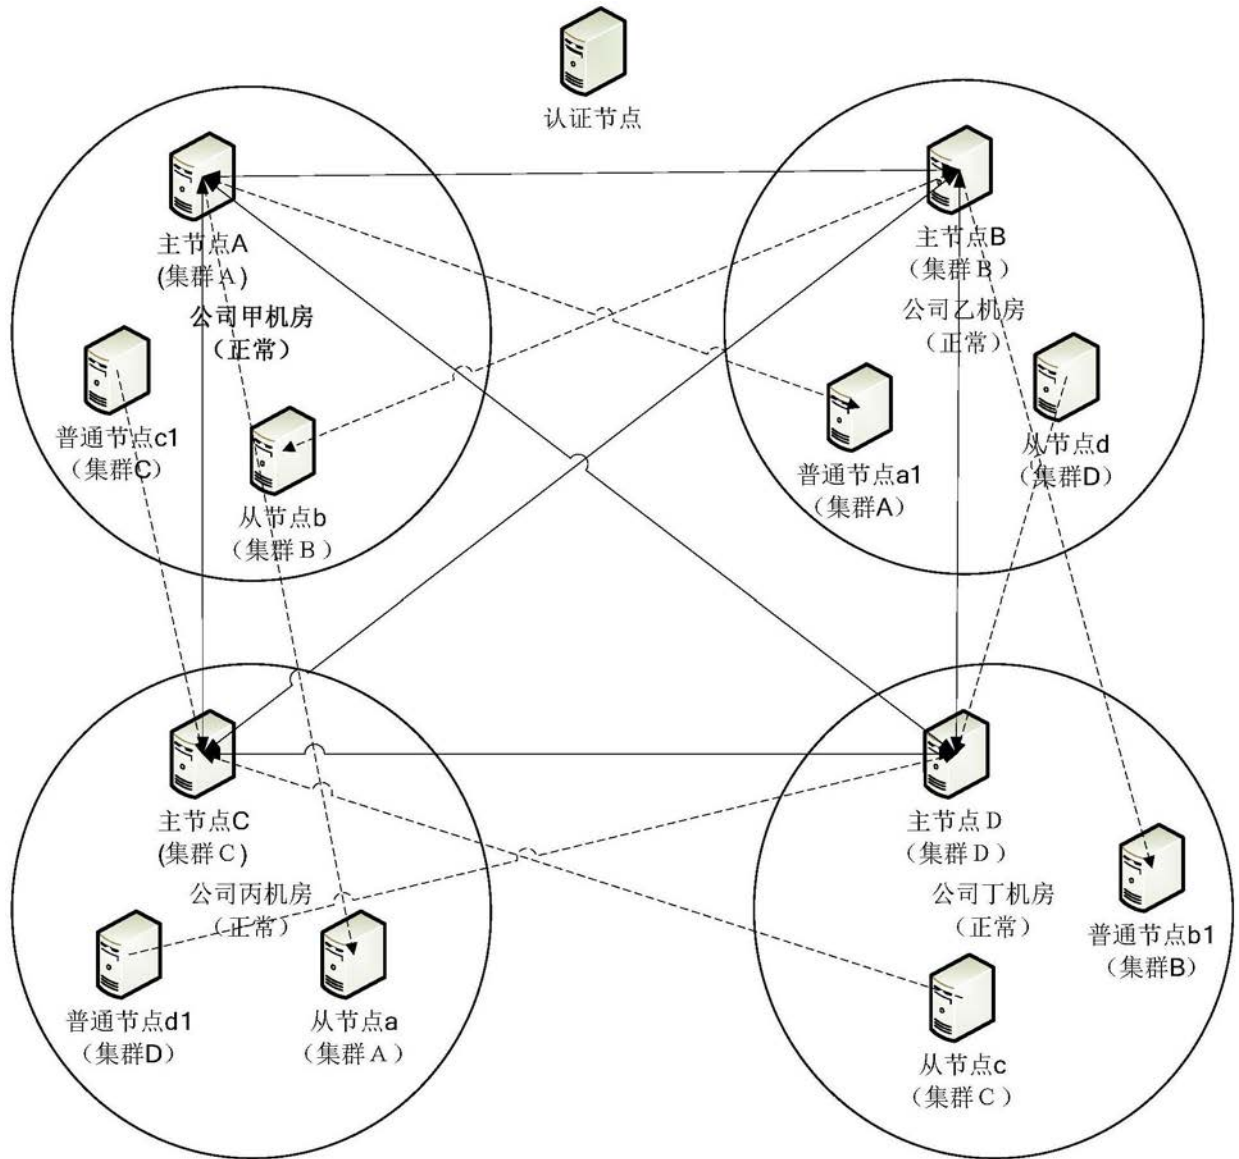 认证节点
主节点A
(集群A)
公司甲机房
（正常）
普通节点c1
（集群C）
从节点b
（集群B）
主节点B
（集群B）
公司乙机房
（正常）
普通节点a1
（集群A）
从节点d
（集群D）
主节点C
(集群C)
公司丙机房
（正常）
普通节点d1
（集群D）
从节点a
（集群A）
主节点D
（集群D）
公司丁机房
（正常）
普通节点b1
（集群B）
从节点c
（集群C）